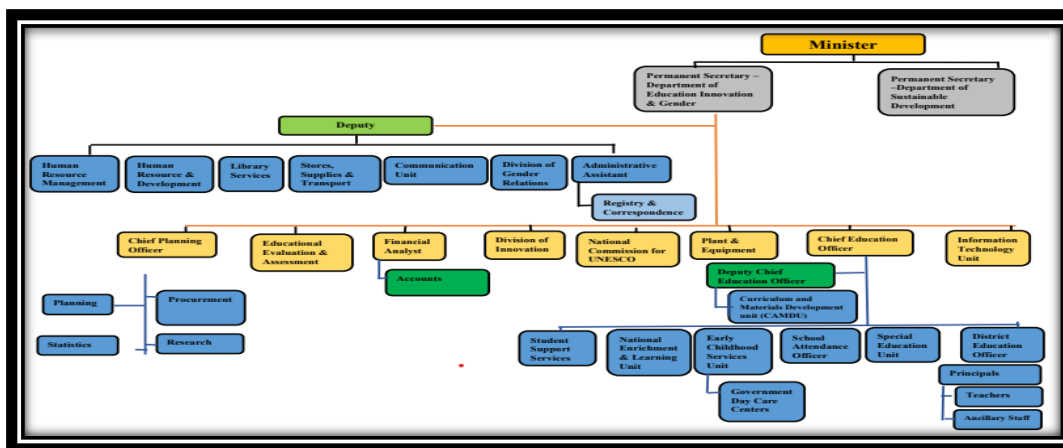 Minister
Permanent Secretary –
Department of
Education Innovation
& Gender
Permanent Secretary
–Department of
Sustainable
Development
Deputy
Human
Resource
Management
Human
Resource &
Development
Library
Services
Stores,
Supplies &
Transport
Communication
Unit
Division of
Gender
Relations
Administrative
Assistant
Registry &
Correspondence
Chief Planning
Officer
Educational
Evaluation &
Assessment
Financial
Analyst
Division of
Innovation
National
Commission for
UNESCO
Plant &
Equipment
Chief Education
Officer
Information
Technology
Unit
Accounts
Deputy Chief
Education Officer
Curriculum and
Materials Development
unit (CAMDU)
Planning
Procurement
Statistics
Research
Student
Support
Services
National
Enrichment
& Learning
Unit
Early
Childhood
Services
Unit
School
Attendance
Officer
Special
Education
Unit
District
Education
Officer
Government
Day Care
Centers
Principals
Teachers
Ancillary Staff